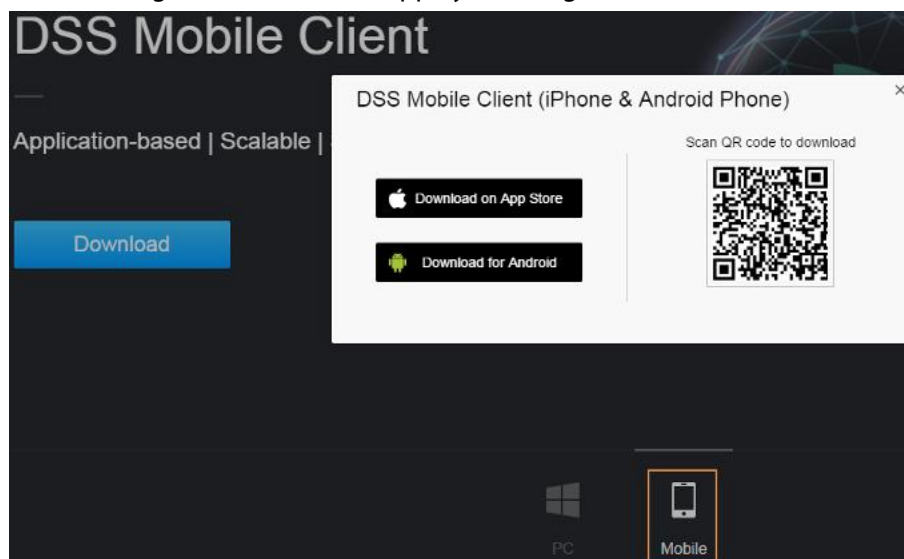 DSS Mobile Client
DSS Mobile Client (iPhone & Android Phone)
Application-based | Scalable |
Scan QR code to download
Download on App Store
Download
Download for Android
PC
Mobile